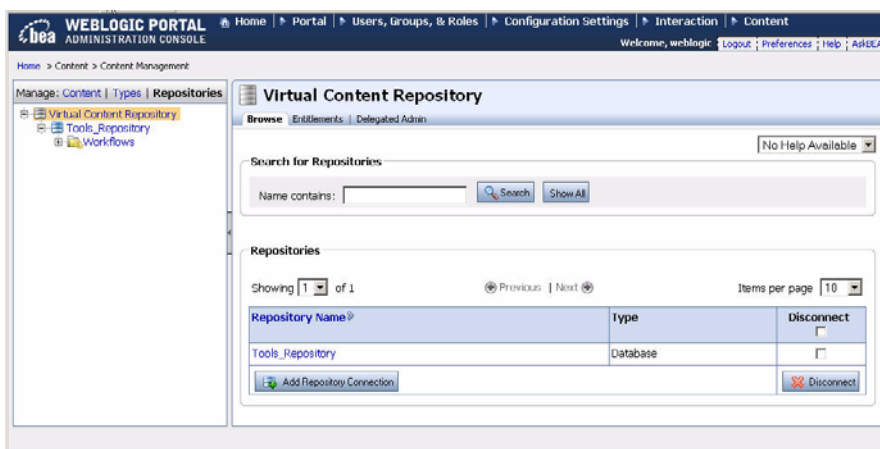 bea WEBLOGIC PORTAL ADMINISTRATION CONSOLE
Home | Portal | Users, Groups, & Roles | Configuration Settings | Interaction | Content
Welcome, weblogic Logout Preferences Help AskBEA
Home > Content > Content Management
Manage: Content | Types | Repositories
Virtual Content Repository
Tools_Repository
Workflows
Virtual Content Repository
Browse Entitlements | Delegated Admin
No Help Available
Search for Repositories
Name contains: Search Show All
Repositories
Showing 1 of 1 Previous | Next Items per page 10
Repository Name Type Disconnect
Tools_Repository Database
Add Repository Connection Disconnect